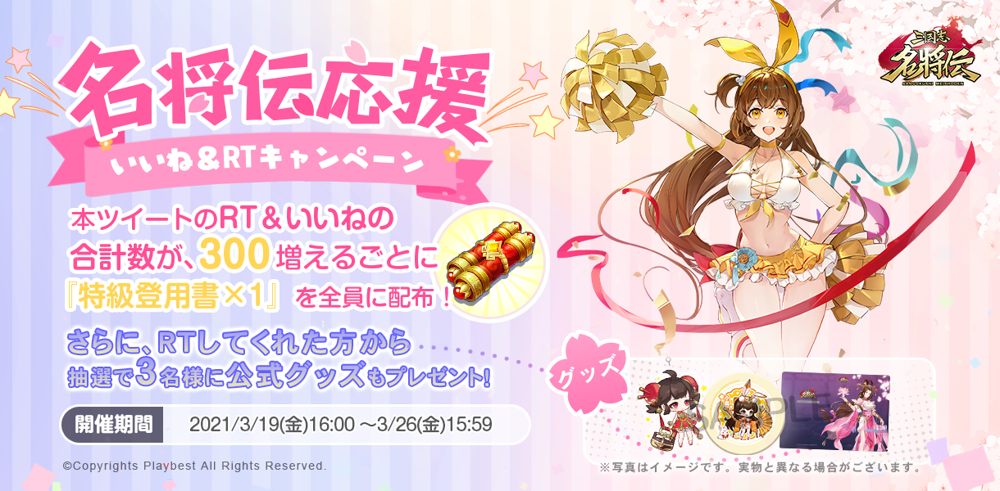 名将伝応援
いいね&RTキャンペーン
本ツイートのRT&いいねの
合計数が、300増えるごとに
『特級登用書×1』を全員に配布!
さらに、RTしてくれた方から
抽選で3名様に公式グッズもプレゼント!
開催期間 2021/3/19(金)16:00~3/26(金)15:59
©Copyrights Playbest All Rights Reserved.
三国志
名将伝
SANGOKUSHI MEISHODEN
グッズ
SAMPLE
※写真はイメージです。実物と異なる場合がございます。